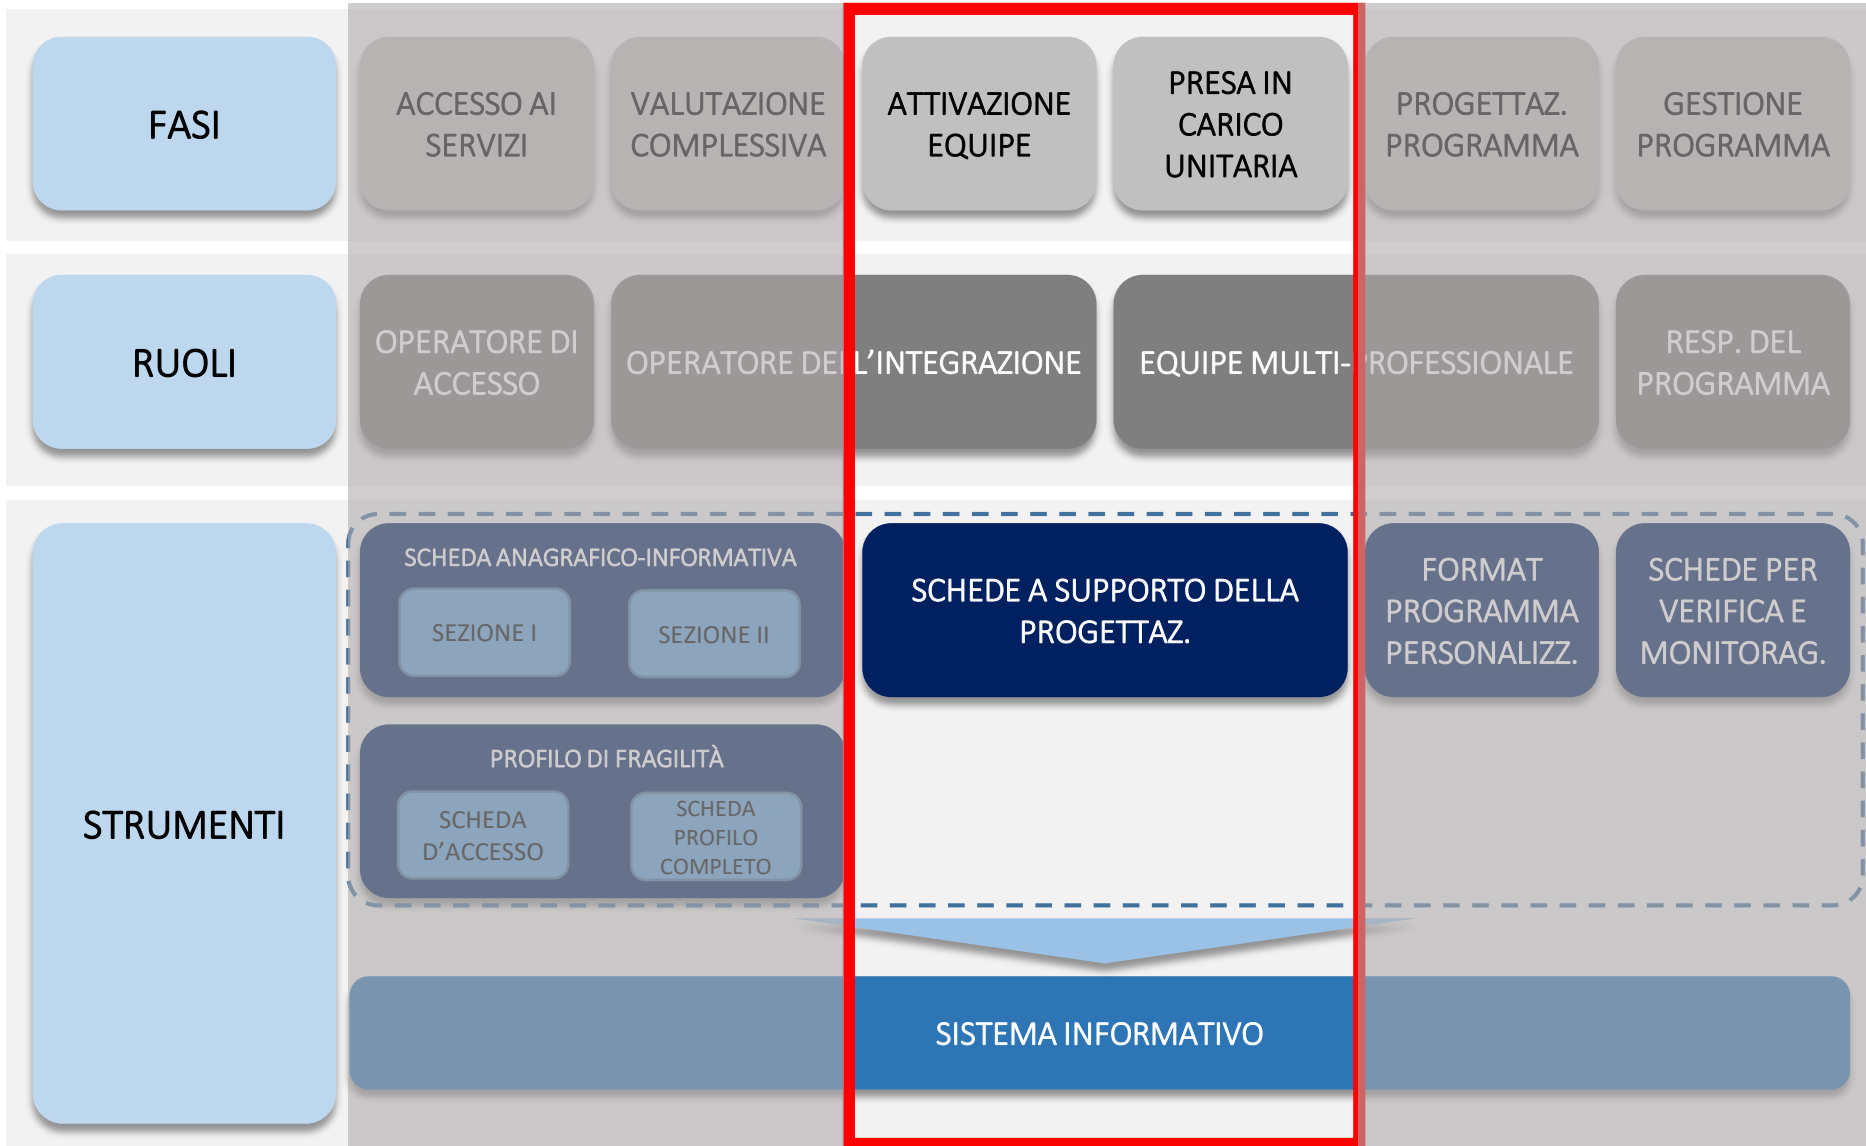 FASI
ACCESSO AI
SERVIZI
VALUTAZIONE
COMPLESSIVA
ATTIVAZIONE
EQUIPE
PRESA IN
CARICO
UNITARIA
PROGETTAZ.
PROGRAMMA
GESTIONE
PROGRAMMA
RUOLI
OPERATORE DI
ACCESSO
OPERATORE DELL’INTEGRAZIONE
EQUIPE MULTI-PROFESSIONALE
RESP. DEL
PROGRAMMA
STRUMENTI
SCHEDA ANAGRAFICO-INFORMATIVA
SEZIONE I
SEZIONE II
SCHEDE A SUPPORTO DELLA
PROGETTAZ.
FORMAT
PROGRAMMA
PERSONALIZZ.
SCHEDE PER
VERIFICA E
MONITORAG.
PROFILO DI FRAGILITÀ
SCHEDA
D’ACCESSO
SCHEDA
PROFILO
COMPLETO
SISTEMA INFORMATIVO